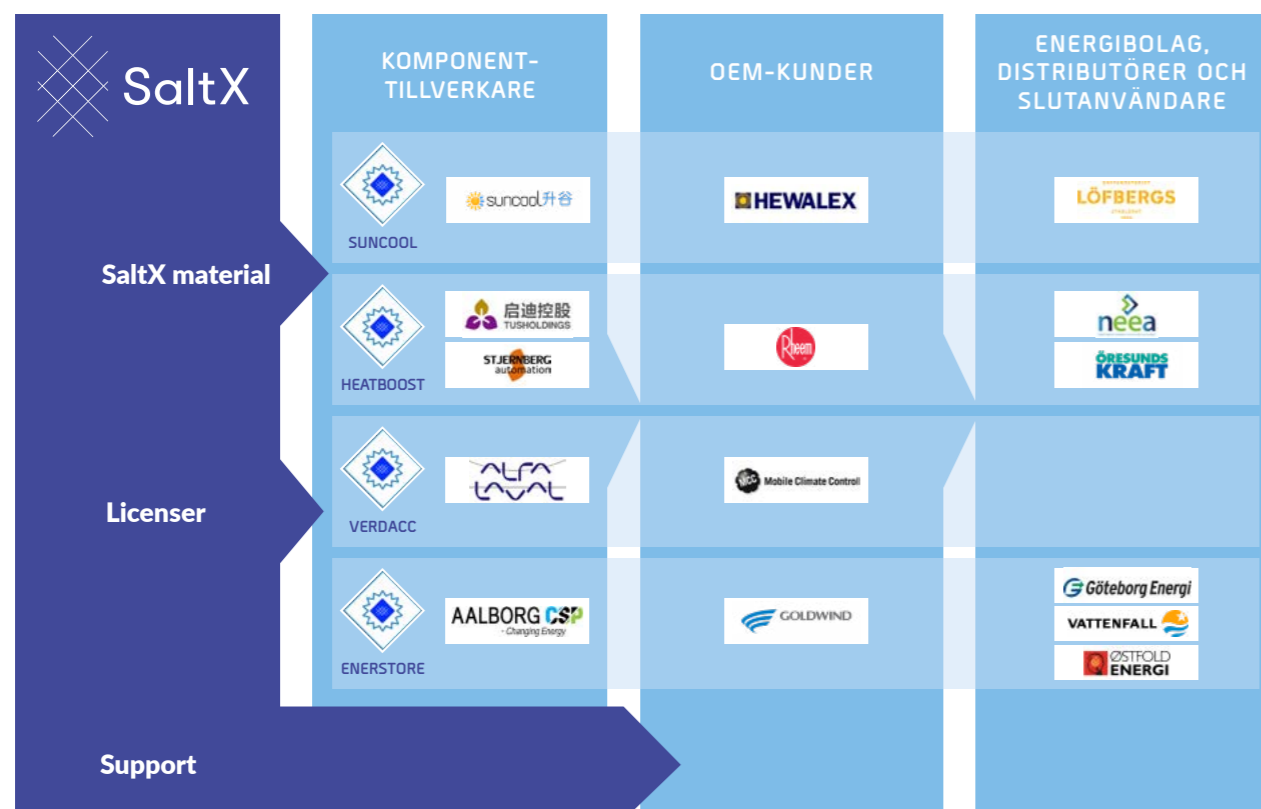 SaltX
KOMPONENT-
TILLVERKARE
OEM-KUNDER
ENERGIBOLAG,
DISTRIBUTÖRER OCH
SLUTANVÄNDARE
SaltX material
Licenser
Support
SUNCOOL
suncool升谷
HEWALEX
LÖFBERGS
HEATBOOST
启迪控股
TUSHOLDINGS
STJERNBERG
automation
Rheem
neea
ÖRESUNDS
KRAFT
VERDACC
ALFA
LAVAL
MCC Mobile Climate Control
ENERSTORE
AALBORG CSP
- Changing Energy
GOLDWIND
Göteborg Energi
VATTENFALL
ØSTFOLD
ENERGI